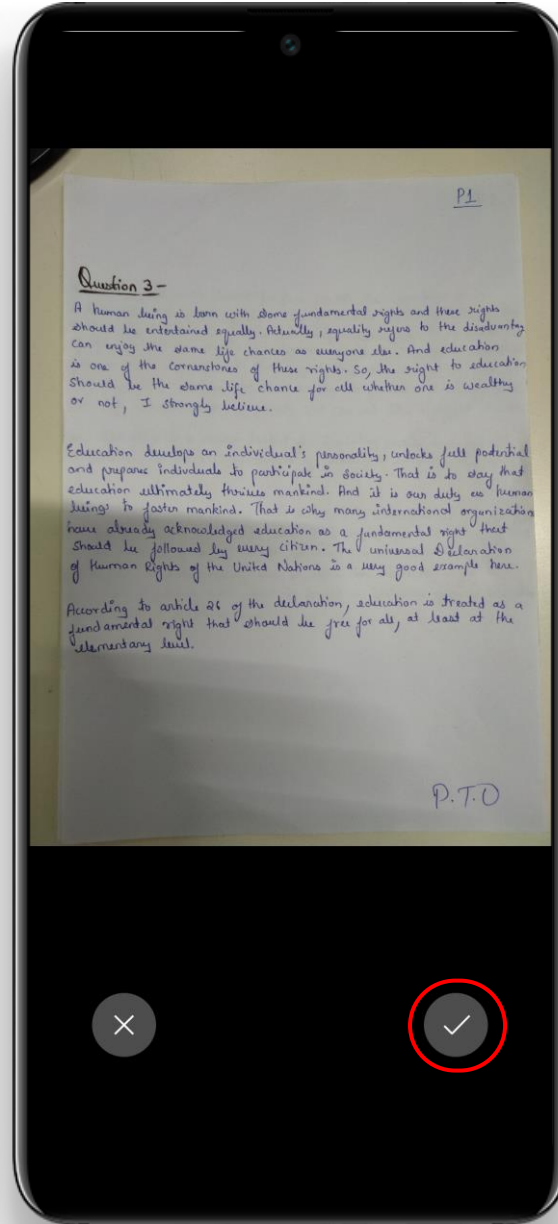 P1
Question 3 -
A human being is born with some fundamental rights and these rights
should be entertained equally. Actually, equality refers to the disadvantag
can enjoy the same life chances as everyone else. And education
is one of the cornerstones of these rights. So, the right to education
should be the same life chance for all whether one is wealthy
or not, I strongly believe.
Education develops an individual's personality, unlocks full potential
and prepares individuals to participate in society. That is to say that
education ultimately thrives mankind. And it is our duty as human
beings to foster mankind. That is why many international organization
have already acknowledged education as a fundamental right that
should be followed by every citizen. The universal Declaration
of Human Rights of the United Nations is a very good example here.
According to article 26 of the declaration, education is treated as a
fundamental right that should be free for all, at least at the
elementary level.
P.T.O